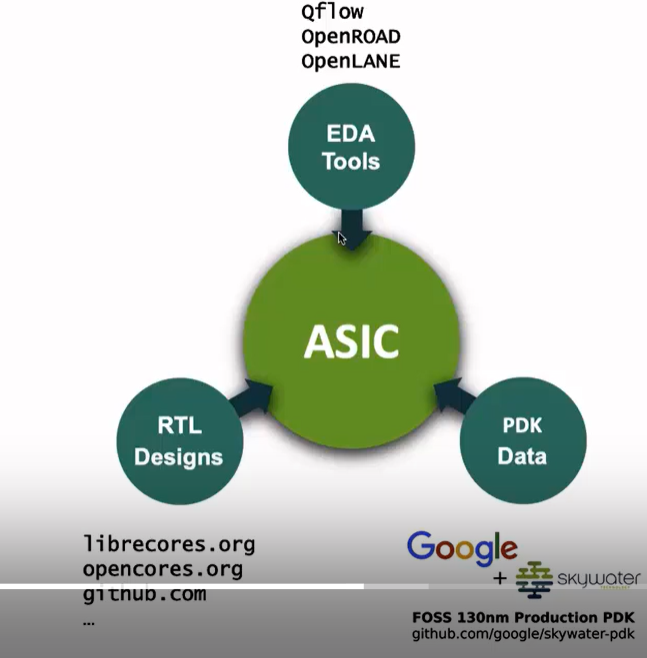 Qflow
OpenROAD
OpenLANE
EDA
Tools
ASIC
RTL
Designs
PDK
Data
librecores.org
opencores.org
github.com
...
Google
+ skywater
FOSS 130nm Production PDK
github.com/google/skywater-pdk